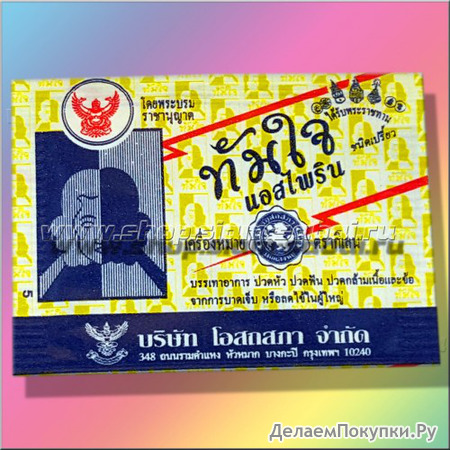 โดยพระบรม
ราชานุญาต
ได้รับพระราชทาน
ชนิดเปรี้ยว
ทัมใจ
แอสไพริน
เครื่องหมาย
บรรเทาอาการ ปวดหัว ปวดฟัน ปวดกล้ามเนื้อและข้อ
จากการบาดเจ็บ หรือลดไข้ในผู้ใหญ่
5
บริษัท โอสถสภา จำกัด
348 ถนนรามคำแหง หัวหมาก บางกะปิ กรุงเทพฯ 10240
ДелаемПокупки.Ру